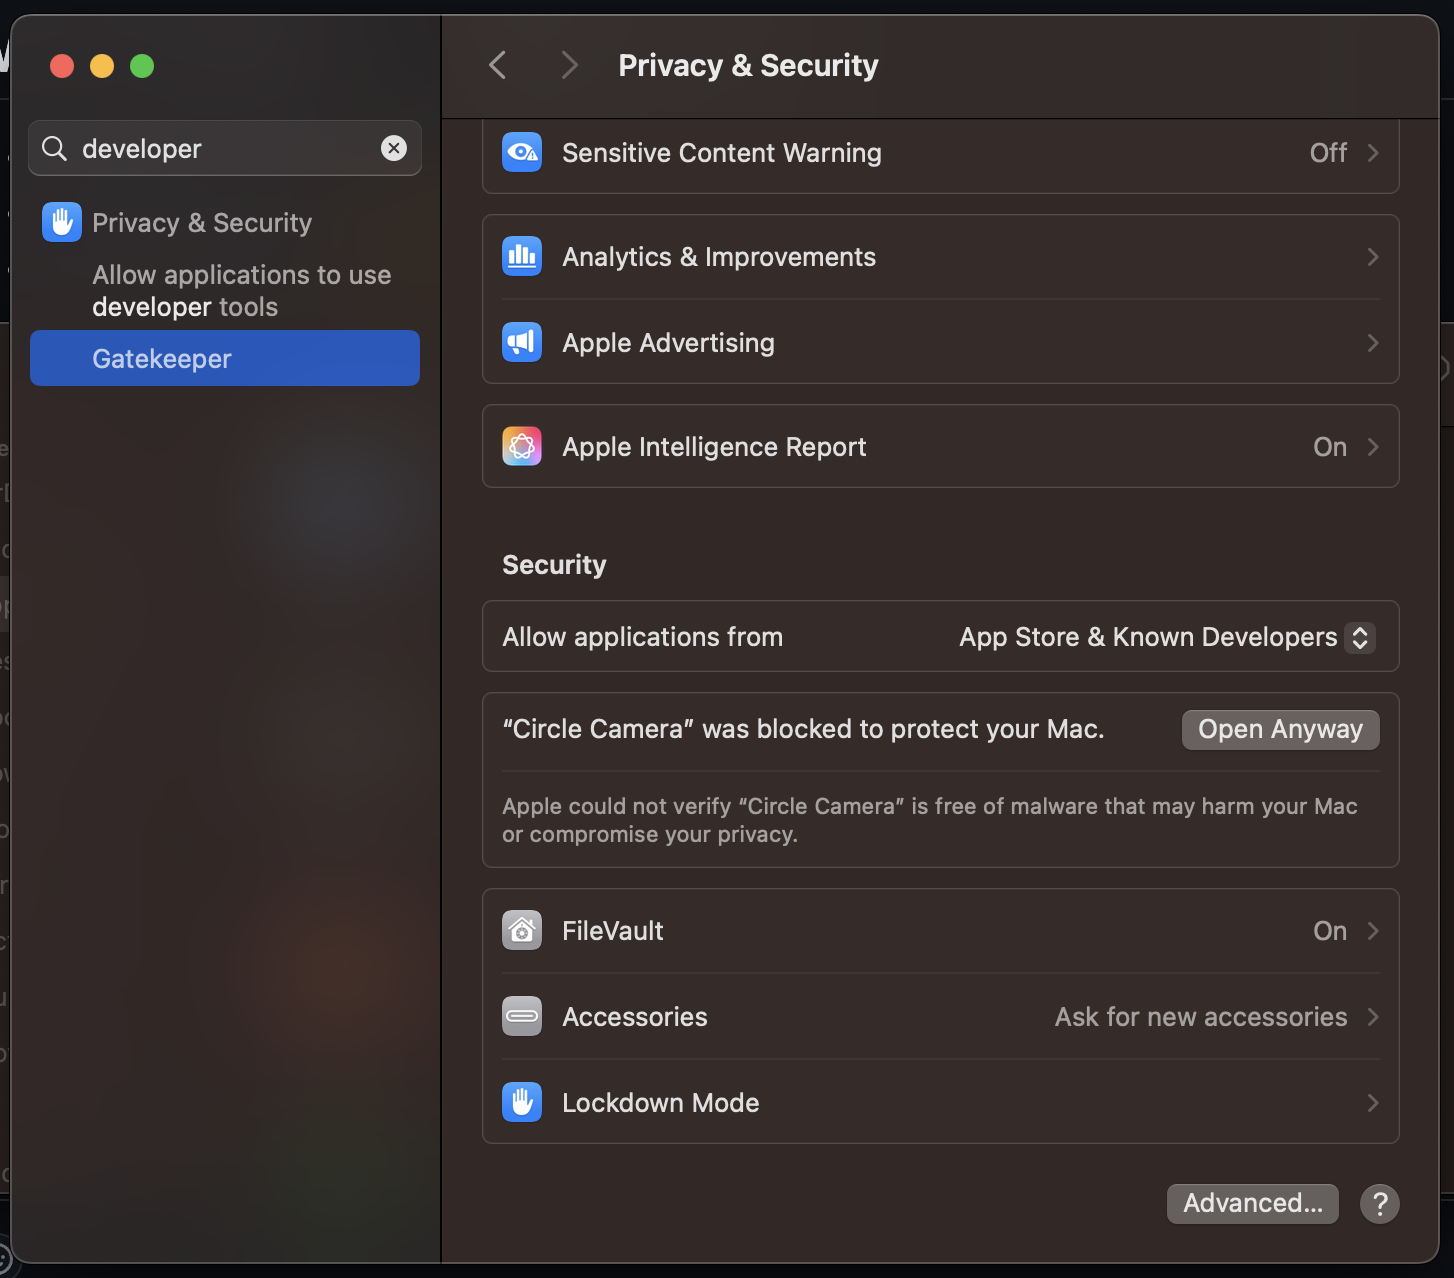 developer
Privacy & Security
Allow applications to use
developer tools
Gatekeeper
Privacy & Security
Sensitive Content Warning Off
Analytics & Improvements
Apple Advertising
Apple Intelligence Report On
Security
Allow applications from App Store & Known Developers
“Circle Camera” was blocked to protect your Mac. Open Anyway
Apple could not verify “Circle Camera” is free of malware that may harm your Mac
or compromise your privacy.
FileVault On
Accessories Ask for new accessories
Lockdown Mode
Advanced... ?